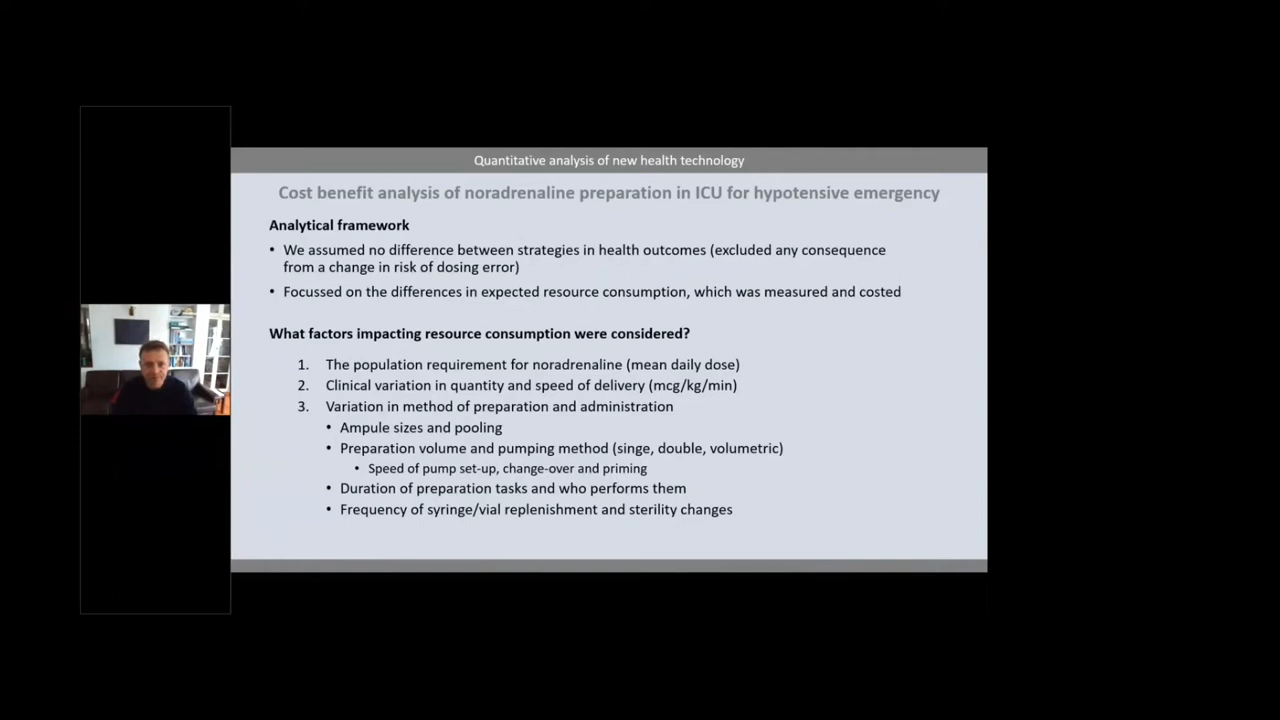 Quantitative analysis of new health technology
Cost benefit analysis of noradrenaline preparation in ICU for hypotensive emergency
Analytical framework
• We assumed no difference between strategies in health outcomes (excluded any consequence
from a change in risk of dosing error)
• Focussed on the differences in expected resource consumption, which was measured and costed
What factors impacting resource consumption were considered?
1. The population requirement for noradrenaline (mean daily dose)
2. Clinical variation in quantity and speed of delivery (mcg/kg/min)
3. Variation in method of preparation and administration
• Ampule sizes and pooling
• Preparation volume and pumping method (singe, double, volumetric)
• Speed of pump set-up, change-over and priming
• Duration of preparation tasks and who performs them
• Frequency of syringe/vial replenishment and sterility changes